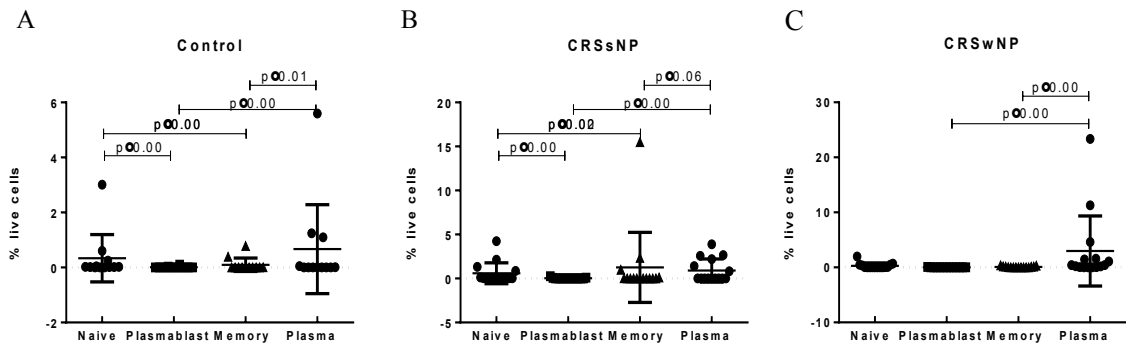 A
Control
p 0.01
p 0.00
p 0.00
p 0.00
% live cells
6
4
2
0
-2
Naive Plasmablast Memory Plasma
B
CRSsNP
p 0.06
p 0.00
p 0.00
% live cells
20
15
10
5
0
-5
Naive Plasmablast Memory Plasma
C
CRSwNP
p 0.00
p 0.00
% live cells
30
20
10
0
-10
Naive Plasmablast Memory Plasma